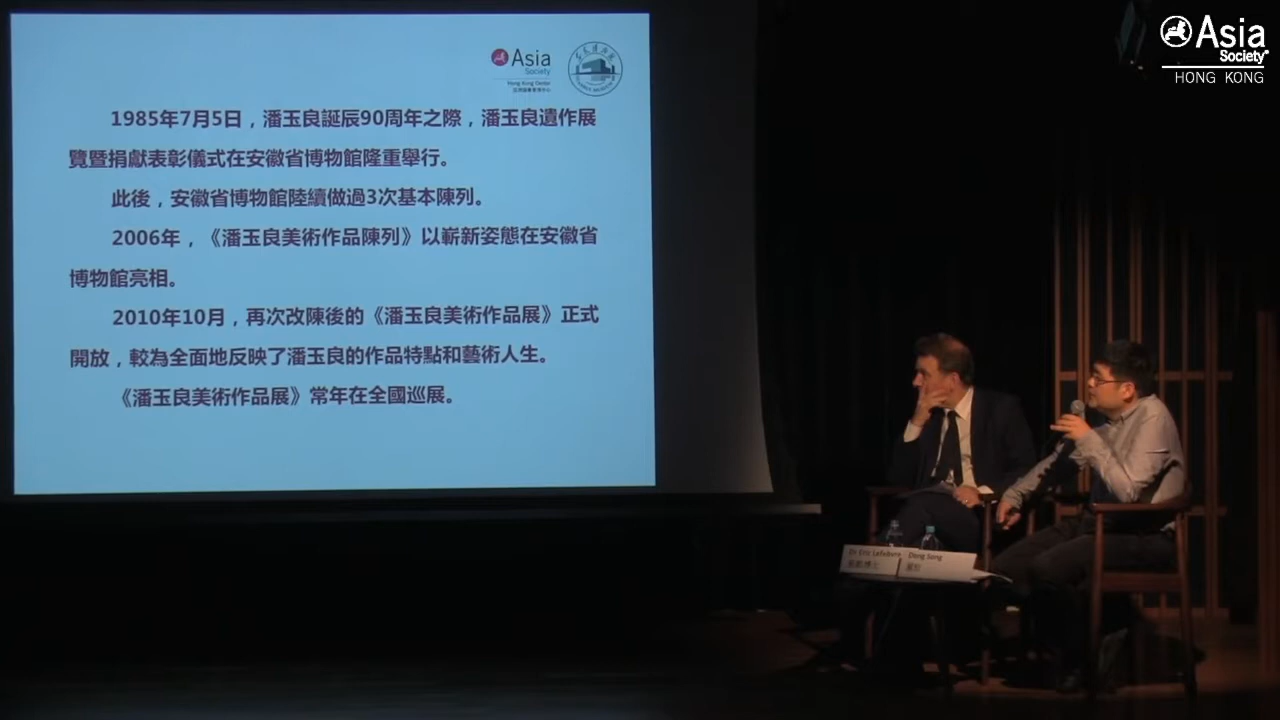 Asia
Society
Hong Kong Center
亞洲協會香港中心
1985年7月5日，潘玉良誕辰90周年之際，潘玉良遺作展
覽暨捐獻表彰儀式在安徽省博物館隆重舉行。
此後，安徽省博物館陸續做過3次基本陳列。
2006年，《潘玉良美術作品陳列》以嶄新姿態在安徽省
博物館亮相。
2010年10月，再次改陳後的《潘玉良美術作品展》正式
開放，較為全面地反映了潘玉良的作品特點和藝術人生。
《潘玉良美術作品展》常年在全國巡展。
Asia
Society
HONG KONG
Dr Eric Lefebvre
Dong Song